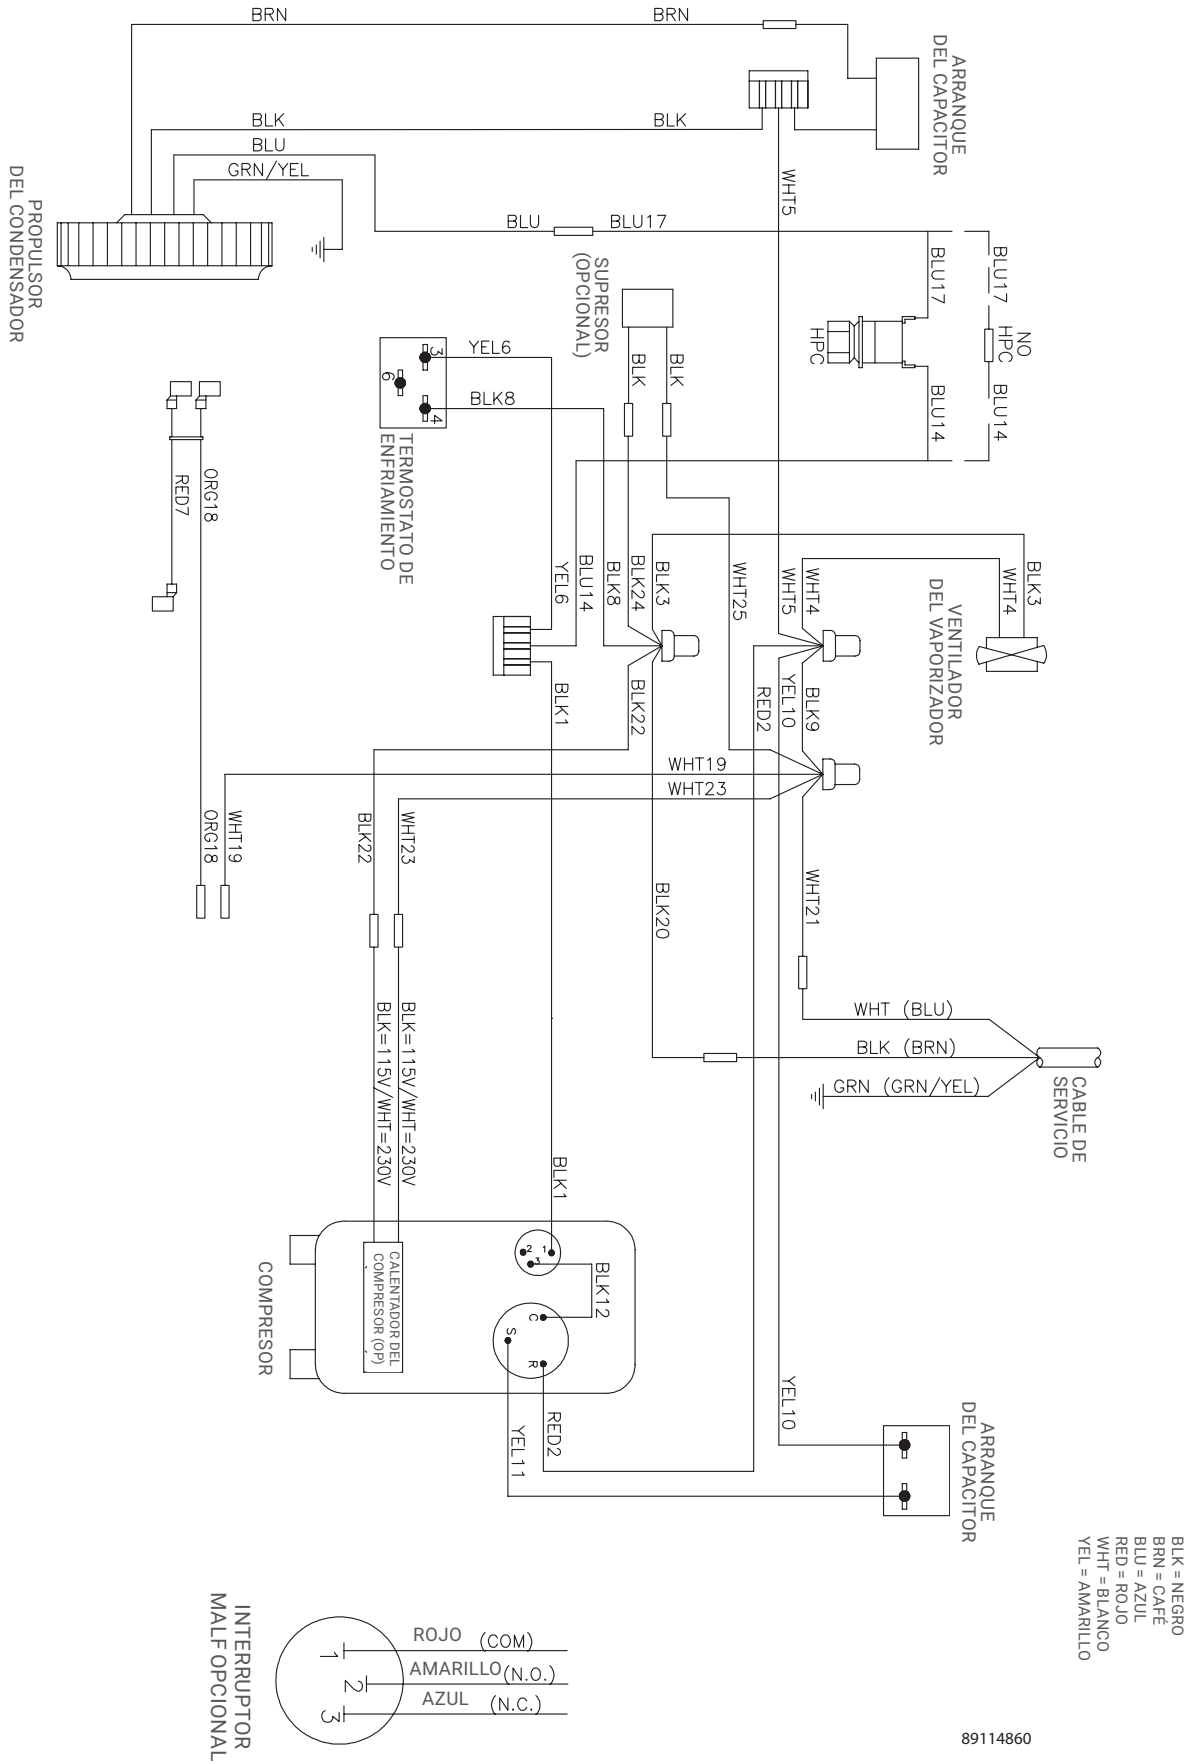 BRN
BRN
ARRANQUE
DEL CAPACITOR
BLK
BLK
BLU
GRN/YEL
WHT5
PROPULSOR
DEL CONDENSADOR
BLU
BLU17
BLU17
BLU17
NO
HPC
HPC
SUPRESOR
(OPCIONAL)
BLK
BLK
BLU14
BLU14
3
6
4
YEL6
BLK8
TERMOSTATO DE
ENFRIAMIENTO
RED7
ORG18
YEL6
BLU14
BLK8
BLK24
BLK3
WHT25
WHT5
WHT4
WHT4
BLK3
VENTILADOR
DEL VAPORIZADOR
BLK1
BLK22
RED2
YEL10
BLK9
WHT19
WHT23
ORG18
WHT19
BLK22
WHT23
BLK20
WHT21
WHT (BLU)
BLK (BRN)
GRN (GRN/YEL)
CABLE DE
SERVICIO
BLK=115V/WHT=230V
BLK=115V/WHT=230V
BLK1
COMPRESOR
CALENTADOR DEL
COMPRESOR (OP)
2
1
3
BLK12
C
S
R
YEL11
RED2
YEL10
ARRANQUE
DEL CAPACITOR
BLK = NEGRO
BRN = CAFÉ
BLU = AZUL
RED = ROJO
WHT = BLANCO
YEL = AMARILLO
INTERRUPTOR
MALF OPCIONAL
1
2
3
ROJO (COM)
AMARILLO (N.O.)
AZUL (N.C.)
89114860